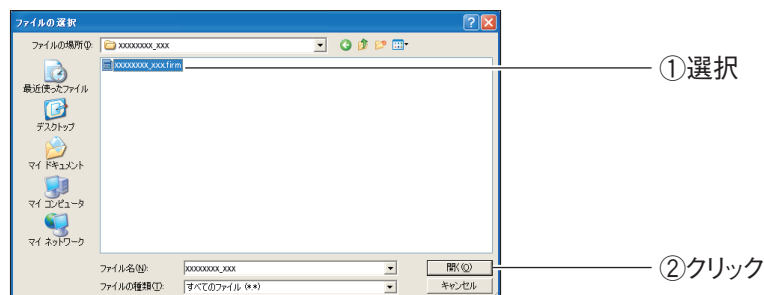 ファイルの選択
ファイルの場所(I):
xxxxxxxx_xxx
xxxxxxxx_xxx.firm
①選択
最近使ったファイル
デスクトップ
マイ ドキュメント
マイ コンピュータ
マイ ネットワーク
ファイル名(N):
xxxxxxxx_xxx
開く(O)
②クリック
ファイルの種類(T):
すべてのファイル (*.*)
キャンセル